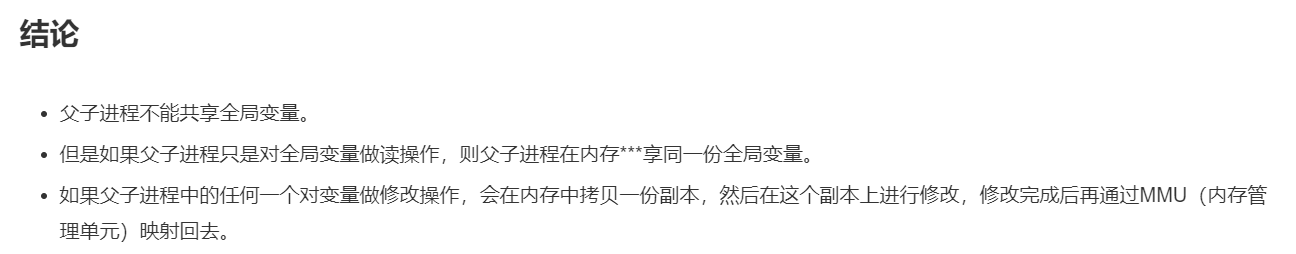 结论
父子进程不能共享全局变量。
但是如果父子进程只是对全局变量做读操作，则父子进程在内存***享同一份全局变量。
如果父子进程中的任何一个对变量做修改操作，会在内存中拷贝一份副本，然后在这个副本上进行修改，修改完成后再通过MMU（内存管
理单元）映射回去。